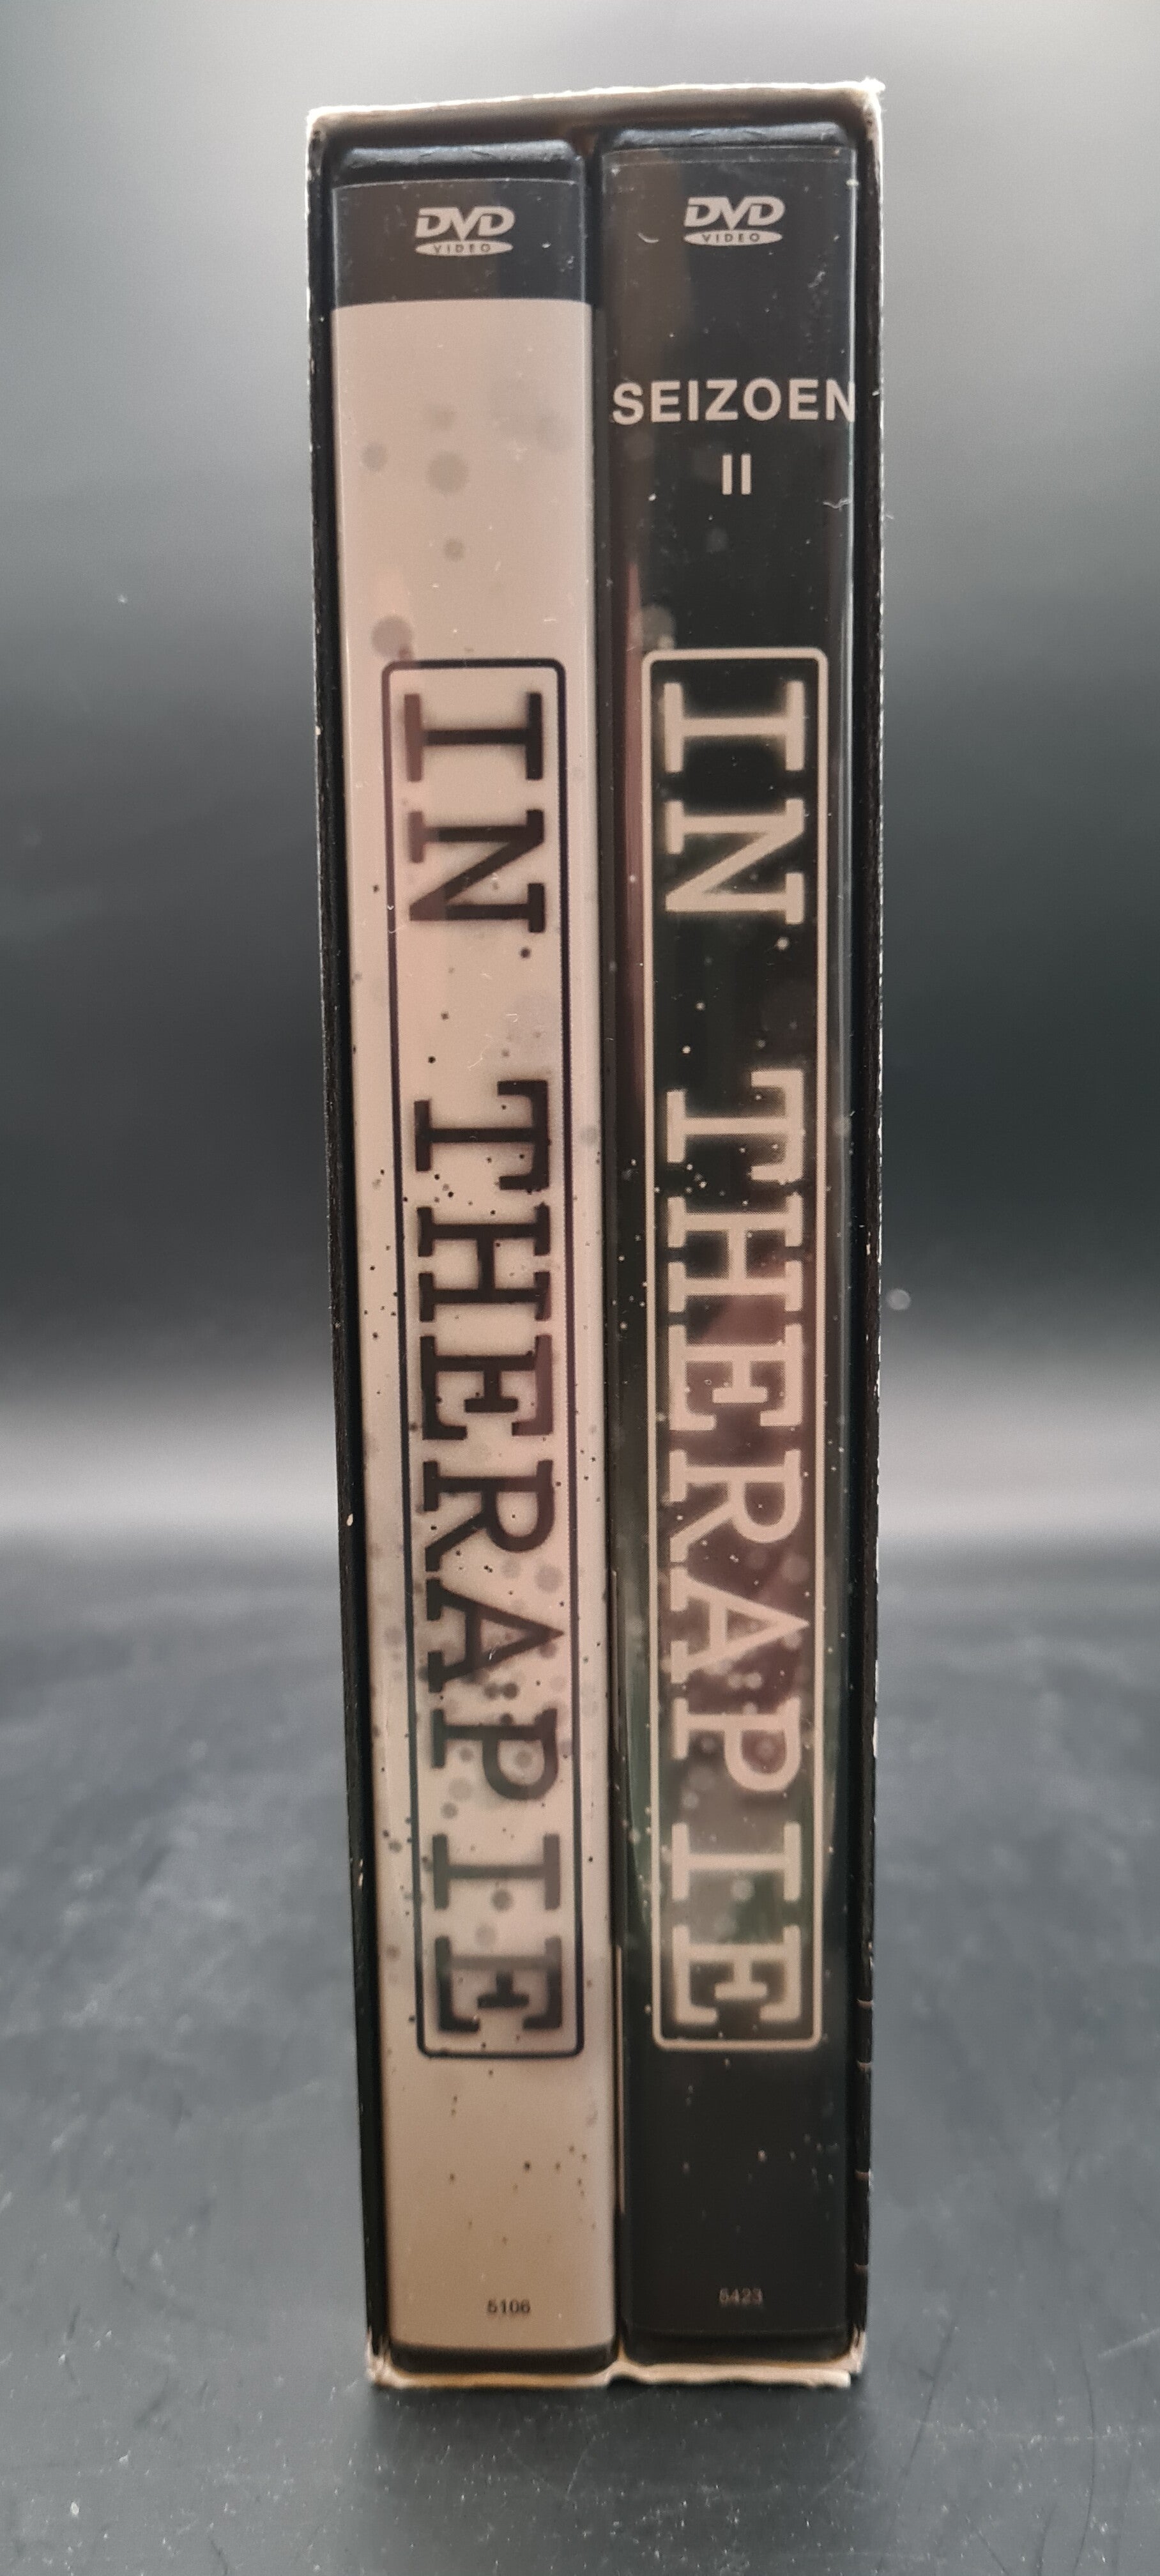 DVD
VIDEO
IN THERAPIE
5106
DVD
VIDEO
SEIZOEN
II
IN THERAPIE
5423